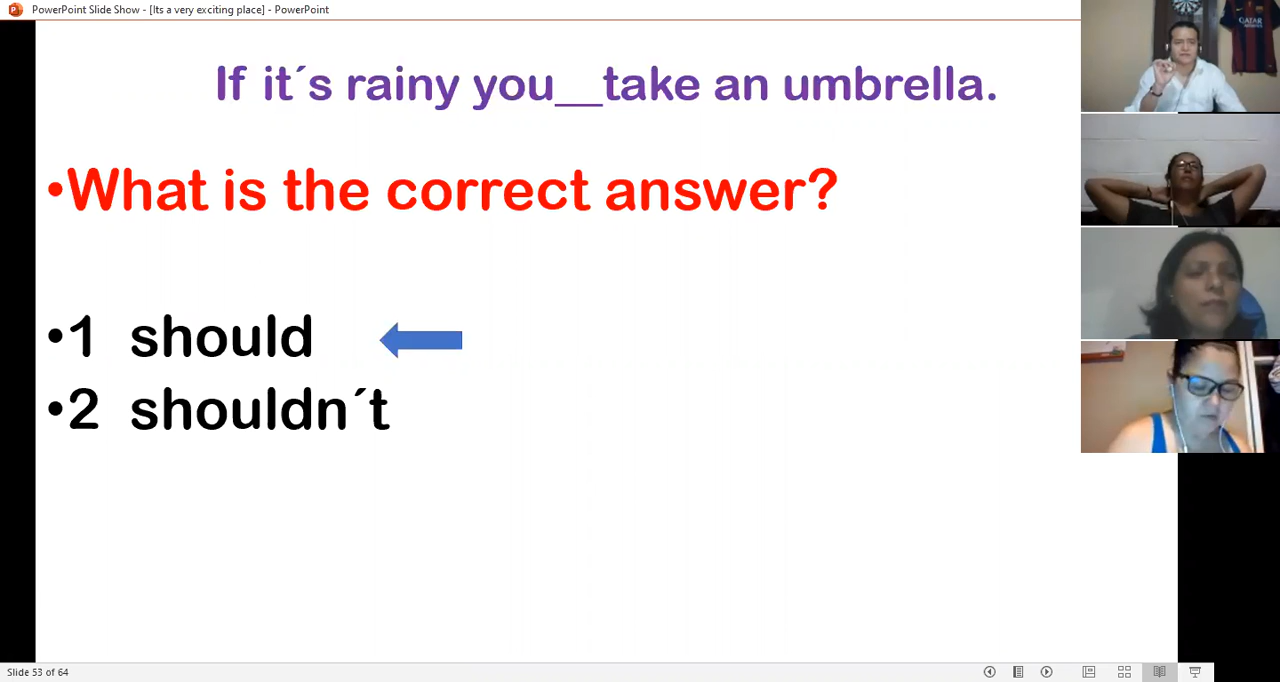 PowerPoint Slide Show - [Its a very exciting place] - PowerPoint
If it´s rainy you__take an umbrella.
•What is the correct answer?
•1 should
•2 shouldn´t
QATAR
Slide 53 of 64